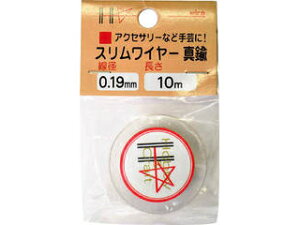 アクセサリーなど手芸に!
スリムワイヤー 真鍮
線径 長さ
0.19mm 10m